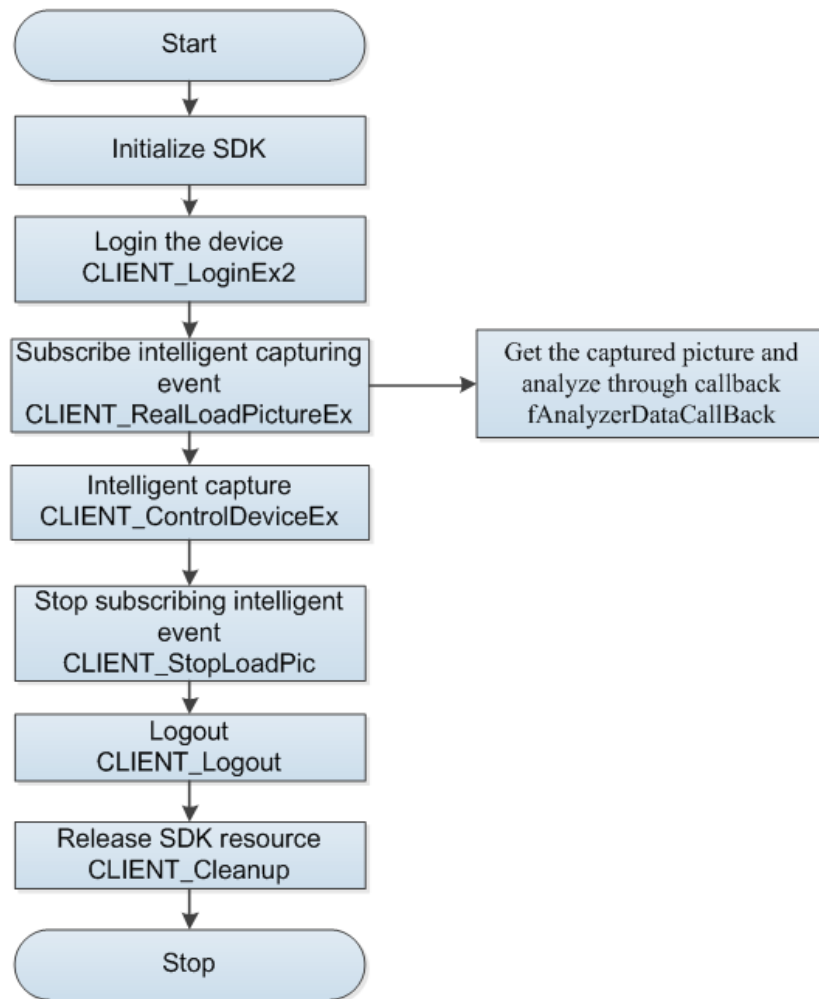 Start
Initialize SDK
Login the device
CLIENT_LoginEx2
Subscribe intelligent capturing
event
CLIENT_RealLoadPictureEx
Get the captured picture and
analyze through callback
fAnalyzerDataCallBack
Intelligent capture
CLIENT_ControlDeviceEx
Stop subscribing intelligent
event
CLIENT_StopLoadPic
Logout
CLIENT_Logout
Release SDK resource
CLIENT_Cleanup
Stop